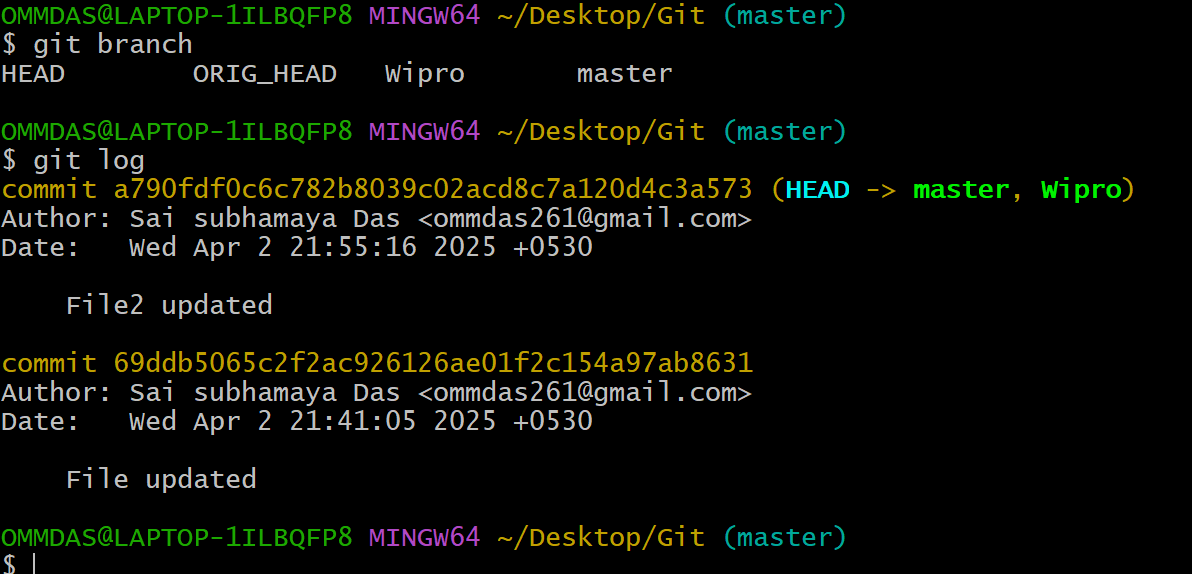 OMMDAS@LAPTOP-1ILBQFP8 MINGW64 ~/Desktop/Git (master)
$ git branch
HEAD        ORIG_HEAD   Wipro       master
OMMDAS@LAPTOP-1ILBQFP8 MINGW64 ~/Desktop/Git (master)
$ git log
commit a790fdf0c6c782b8039c02acd8c7a120d4c3a573 (HEAD -> master, Wipro)
Author: Sai subhamaya Das <ommdas261@gmail.com>
Date:   Wed Apr 2 21:55:16 2025 +0530
    File2 updated
commit 69ddb5065c2f2ac926126ae01f2c154a97ab8631
Author: Sai subhamaya Das <ommdas261@gmail.com>
Date:   Wed Apr 2 21:41:05 2025 +0530
    File updated
OMMDAS@LAPTOP-1ILBQFP8 MINGW64 ~/Desktop/Git (master)
$